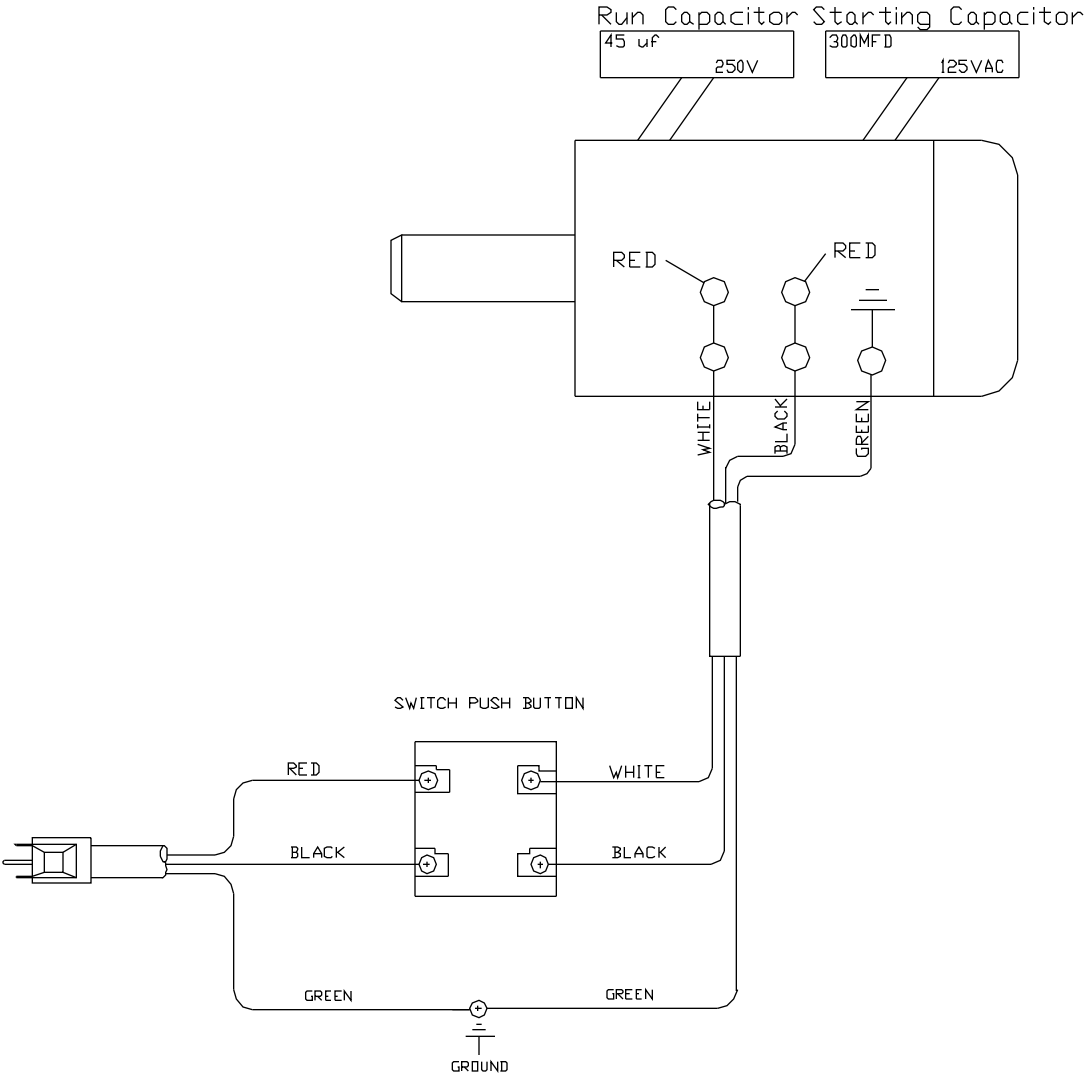 Run Capacitor
Starting Capacitor
45 uf
250V
300MFD
125VAC
RED
RED
WHITE
BLACK
GREEN
SWITCH PUSH BUTTON
RED
WHITE
BLACK
BLACK
GREEN
GREEN
GROUND